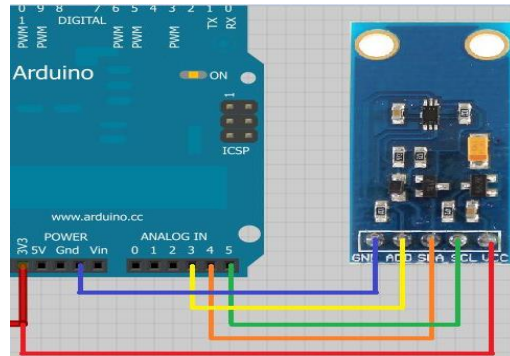 0 9 8 DIGITAL 7 6 5 4 3 2 1 0
1
PWM PWM PWM PWM PWM TX RX
Arduino
ON
1
ICSP
www.arduino.cc
POWER ANALOG IN
3V3 5V Gnd Vin 0 1 2 3 4 5
GND ADD SDA SCL VCC